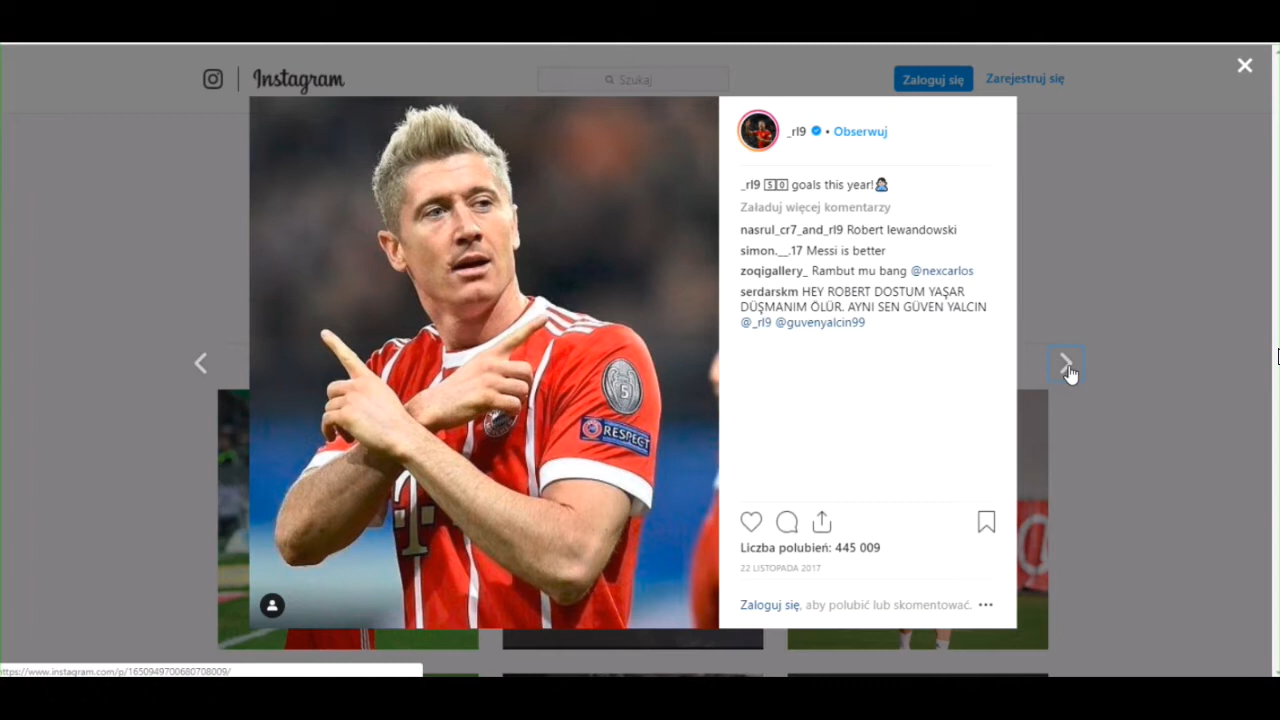 Instagram
Szukaj
Zaloguj się
Zarejestruj się
_rl9 • Obserwuj
_rl9 5 0 goals this year!
Załaduj więcej komentarzy
nasrul_cr7_and_rl9 Robert lewandowski
simon.__.17 Messi is better
zoqigallery_ Rambut mu bang @nexcarlos
serdarskm HEY ROBERT DOSTUM YAŞAR
DÜŞMANIM ÖLÜR. AYNI SEN GÜVEN YALCIN
@_rl9 @guvenyalcin99
5
RESPECT
T
Liczba polubień: 445 009
22 LISTOPADA 2017
Zaloguj się, aby polubić lub skomentować.
https://www.instagram.com/p/1650949700680708009/